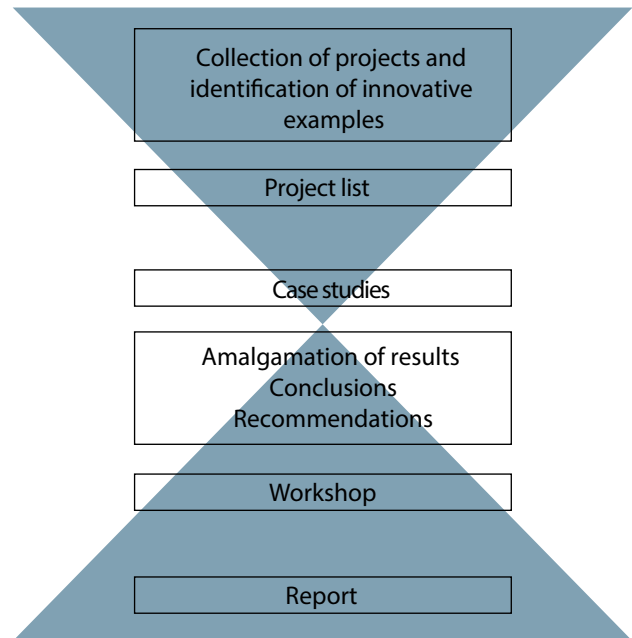 Collection of projects and
identification of innovative
examples
Project list
Case studies
Amalgamation of results
Conclusions
Recommendations
Workshop
Report